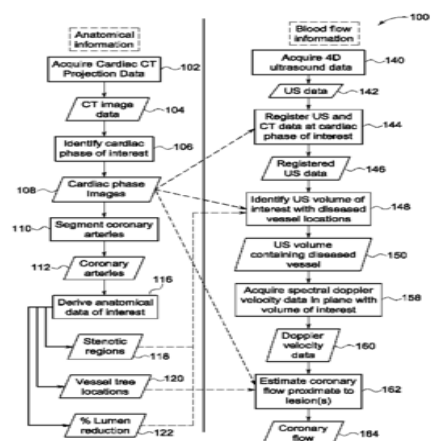 100
Anatomical
information
Acquire Cardiac CT
Projection Data
102
CT image
data
104
Identify cardiac
phase of interest
106
Cardiac phase
Images
108
Segment coronary
arteries
110
Coronary
arteries
112
Derive anatomical
data of interest
116
Stenotic
regions
118
Vessel tree
locations
120
% Lumen
reduction
122
Blood flow
information
Acquire 4D
ultrasound data
140
US data
142
Register US and
CT data at cardiac
phase of interest
144
Registered
US data
146
Identify US volume of
interest with diseased
vessel locations
148
US volume
containing diseased
vessel
150
Acquire spectral doppler
velocity data in plane with
volume of interest
158
Doppler
velocity data
160
Estimate coronary
flow proximate to
lesion(s)
162
Coronary
flow
164